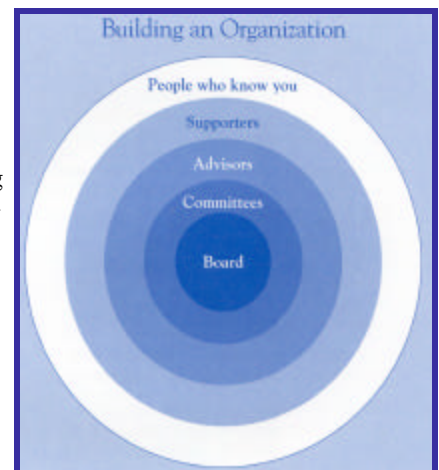 Building an Organization
People who know you
Supporters
Advisors
Committees
Board